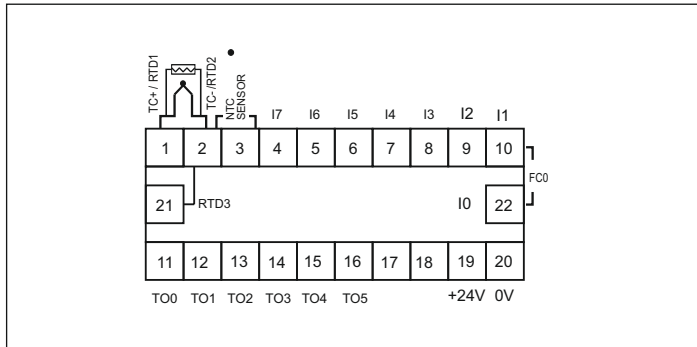 TC+ / RTD1
TC- /RTD2
NTC
SENSOR
I7 I6 I5 I4 I3 I2 I1
1 2 3 4 5 6 7 8 9 10
FC0
21 RTD3 I0 22
11 12 13 14 15 16 17 18 19 20
TO0 TO1 TO2 TO3 TO4 TO5 +24V 0V